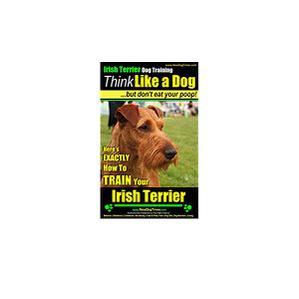 Irish Terrier Dog Training
Think Like a Dog
...but don't eat your poop!
Here's
EXACTLY
How To
TRAIN Your
Irish Terrier